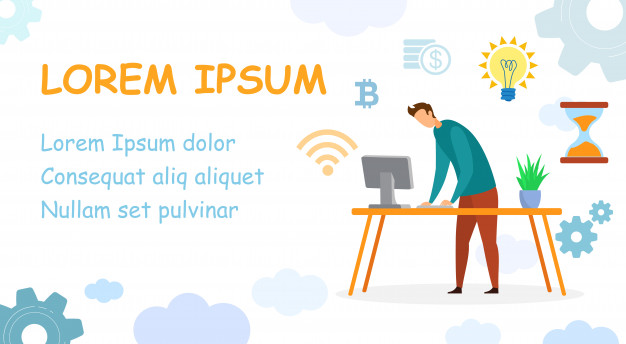 LOREM IPSUM
Lorem Ipsum dolor
Consequat aliq aliquet
Nullam set pulvinar